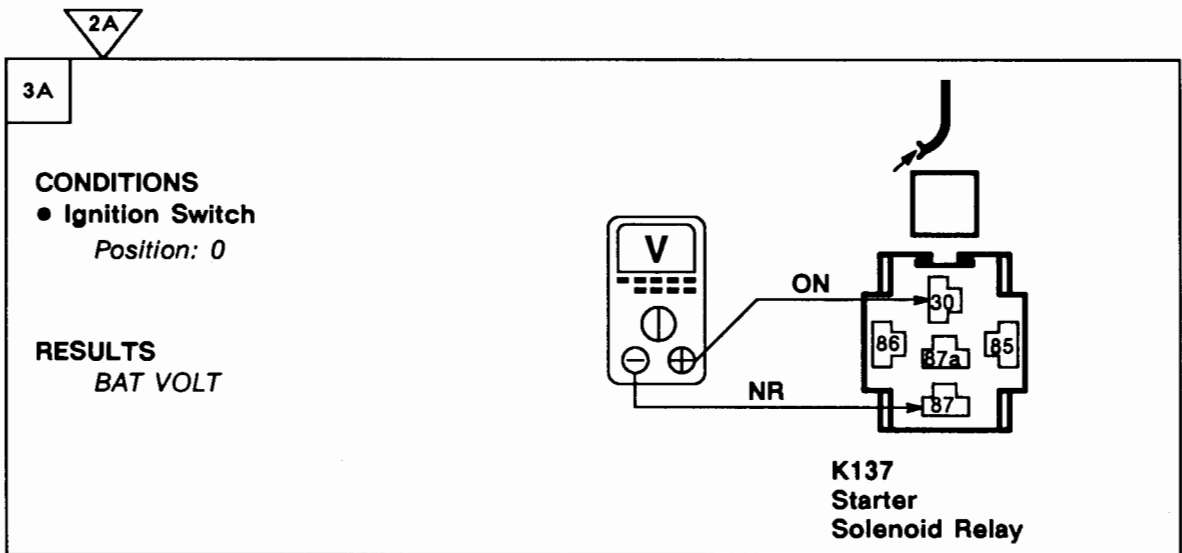 2A
3A
CONDITIONS
● Ignition Switch
Position: 0
RESULTS
BAT VOLT
V
ON
NR
30
86
87a
85
87
K137
Starter
Solenoid Relay